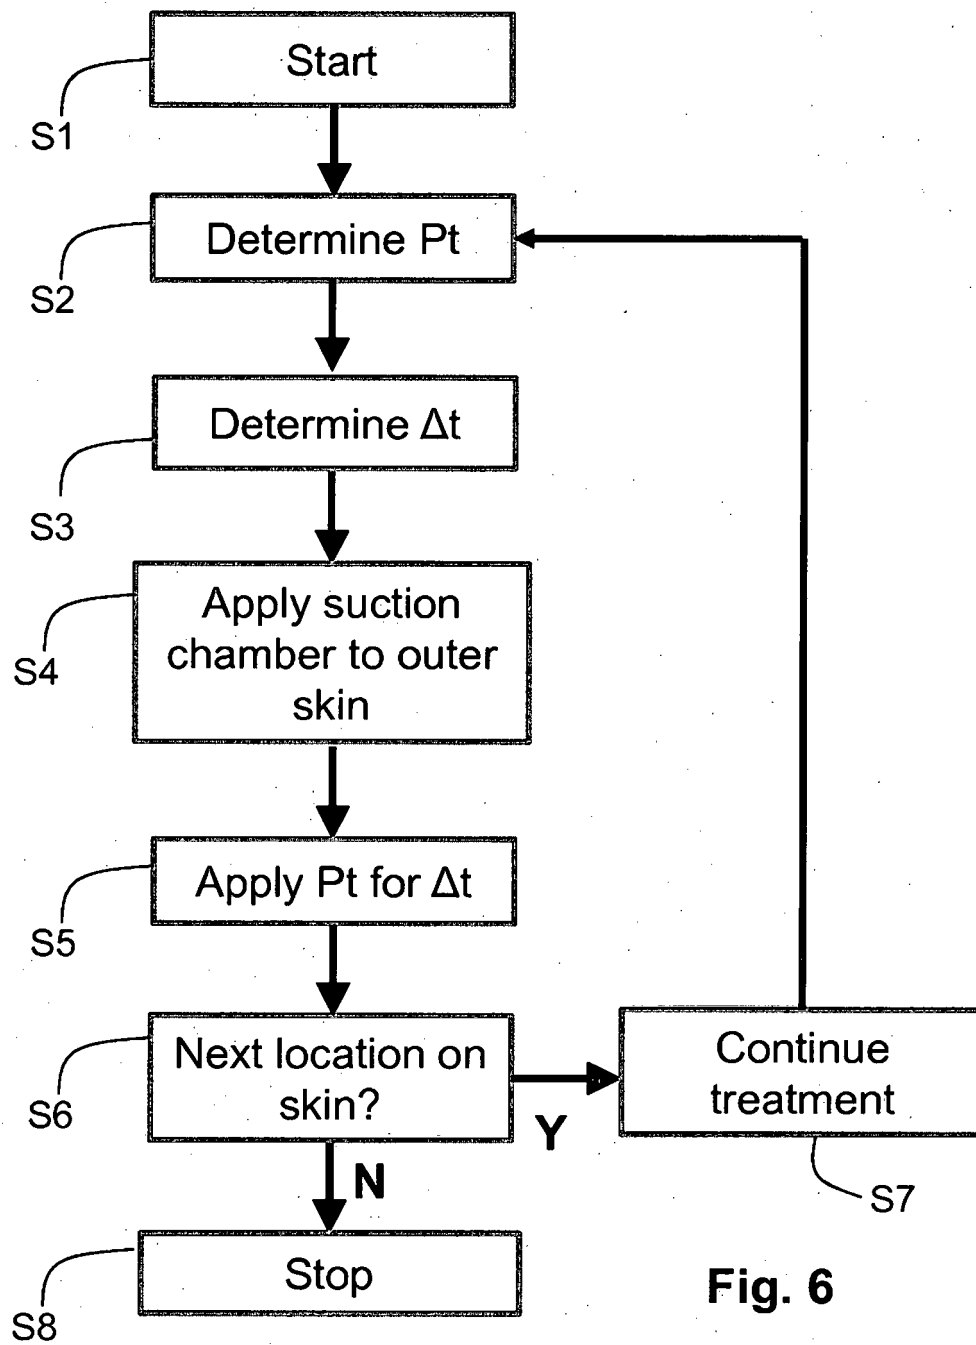 Start
S1
Determine Pt
S2
Determine Δt
S3
Apply suction
chamber to outer
skin
S4
Apply Pt for Δt
S5
Next location on
skin?
S6
Y
Continue
treatment
S7
N
Stop
S8
Fig. 6